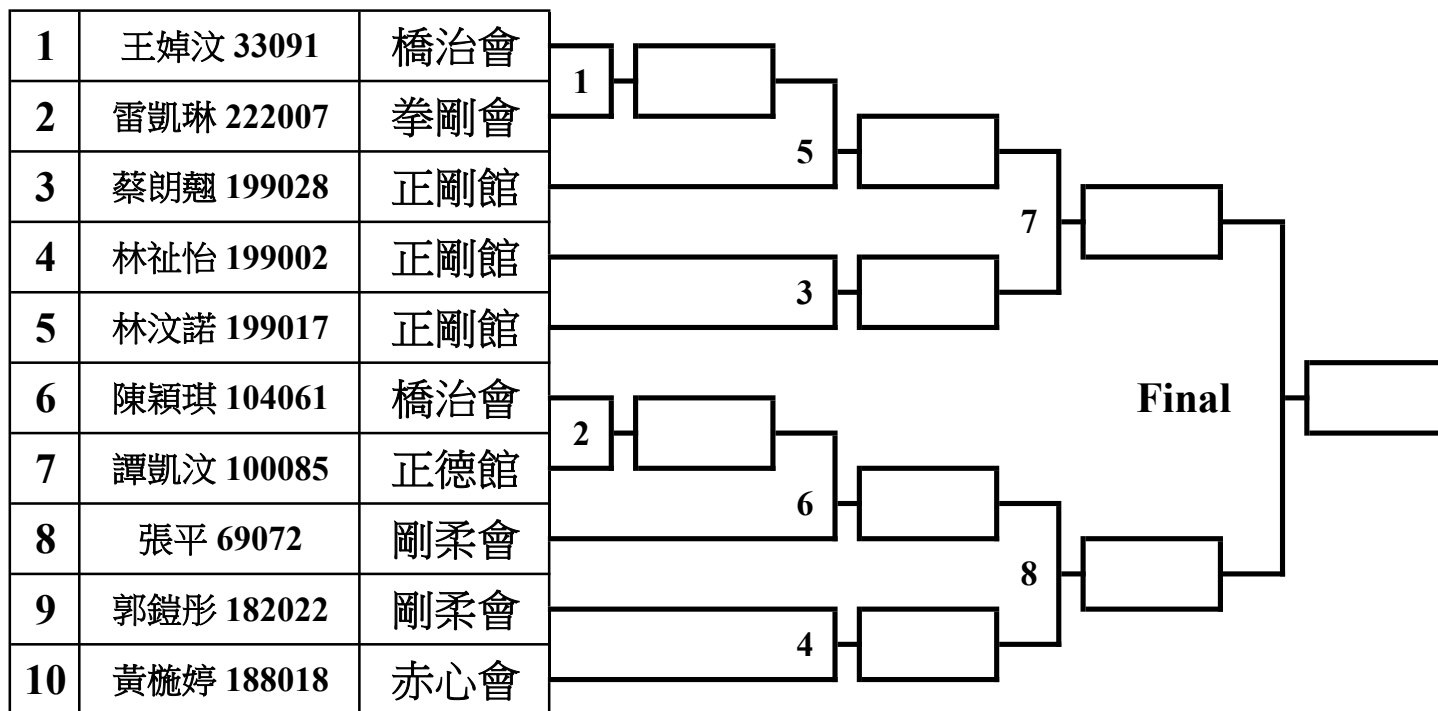 1 王婥汶 33091 橋治會
2 雷凱琳 222007 拳剛會
3 蔡朗翹 199028 正剛館
4 林祉怡 199002 正剛館
5 林汶諾 199017 正剛館
6 陳穎琪 104061 橋治會
7 譚凱汶 100085 正德館
8 張平 69072 剛柔會
9 郭鎧彤 182022 剛柔會
10 黃椸婷 188018 赤心會
1
5
7
3
Final
2
6
8
4